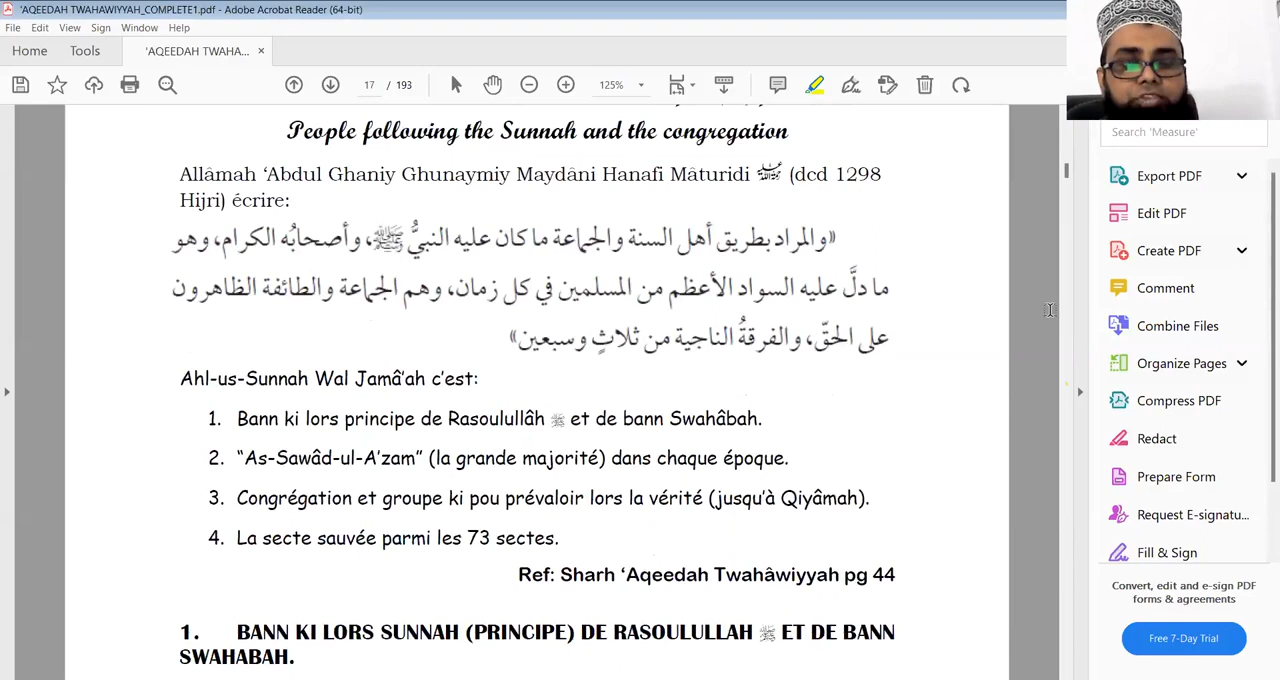 'AQEEDAH TWAHAWIYYAH_COMPLETE1.pdf - Adobe Acrobat Reader (64-bit)
File Edit View Sign Window Help
Home Tools 'AQEEDAH TWAHA... ×
17 / 193 125%
People following the Sunnah and the congregation
Allâmah 'Abdul Ghaniy Ghunaymiy Maydâni Hanafi Mâturidi (dcd 1298
Hijri) écrire:
«والمراد بطريق أهل السنة والجماعة ما كان عليه النبيُّ ﷺ، وأصحابُه الكرام، وهو
ما دلَّ عليه السواد الأعظم من المسلمين في كل زمان، وهم الجماعة والطائفة الظاهرون
على الحقّ، والفرقةُ الناجية من ثلاثٍ وسبعين»
Ahl-us-Sunnah Wal Jamâ'ah c'est:
1. Bann ki lors principe de Rasoulullâh ﷺ et de bann Swahâbah.
2. "As-Sawâd-ul-A'zam" (la grande majorité) dans chaque époque.
3. Congrégation et groupe ki pou prévaloir lors la vérité (jusqu'à Qiyâmah).
4. La secte sauvée parmi les 73 sectes.
Ref: Sharh 'Aqeedah Twahâwiyyah pg 44
1. BANN KI LORS SUNNAH (PRINCIPE) DE RASOULULLAH ﷺ ET DE BANN
SWAHABAH.
Search 'Measure'
Export PDF
Edit PDF
Create PDF
Comment
Combine Files
Organize Pages
Compress PDF
Redact
Prepare Form
Request E-signatu...
Fill & Sign
Convert, edit and e-sign PDF
forms & agreements
Free 7-Day Trial